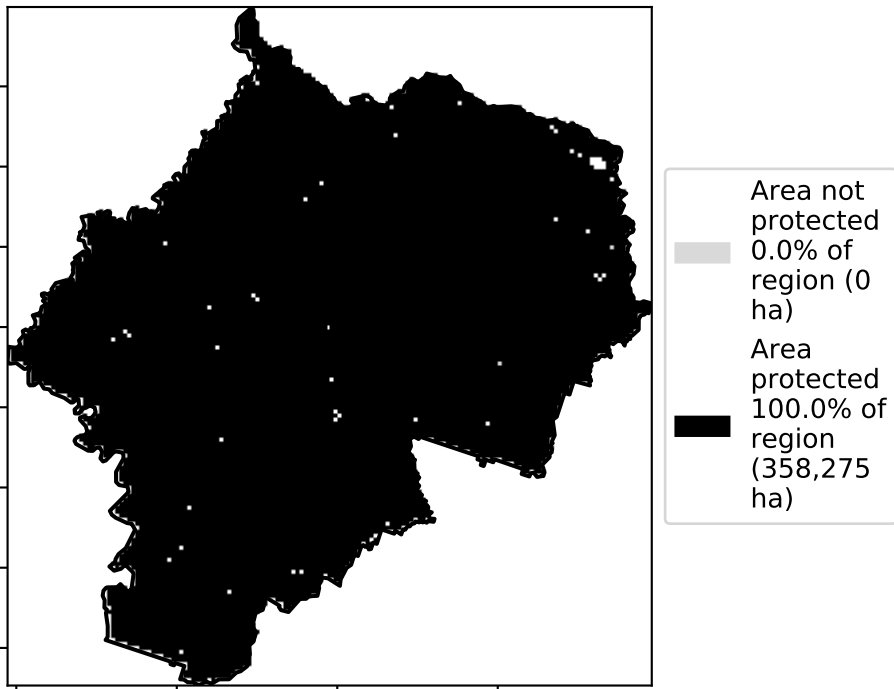 Area not
protected
0.0% of
region (0
ha)
Area
protected
100.0% of
region
(358,275
ha)